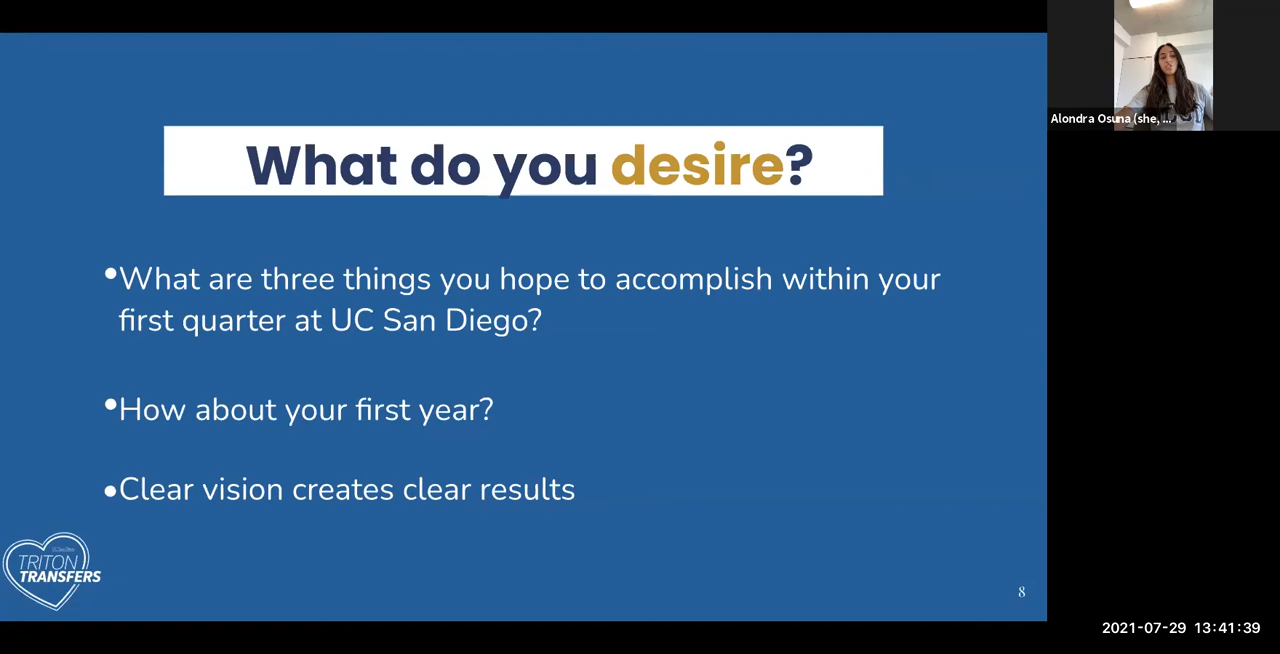 What do you desire?
•What are three things you hope to accomplish within your
first quarter at UC San Diego?
•How about your first year?
•Clear vision creates clear results
TRITON
TRANSFERS
8
Alondra Osuna (she, ...
2021-07-29 13:41:39